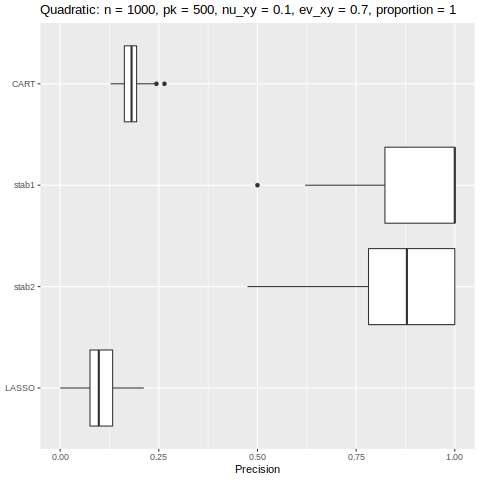 Quadratic: n = 1000, pk = 500, nu_xy = 0.1, ev_xy = 0.7, proportion = 1
CART
stab1
stab2
LASSO
0.00 0.25 0.50 0.75 1.00
Precision